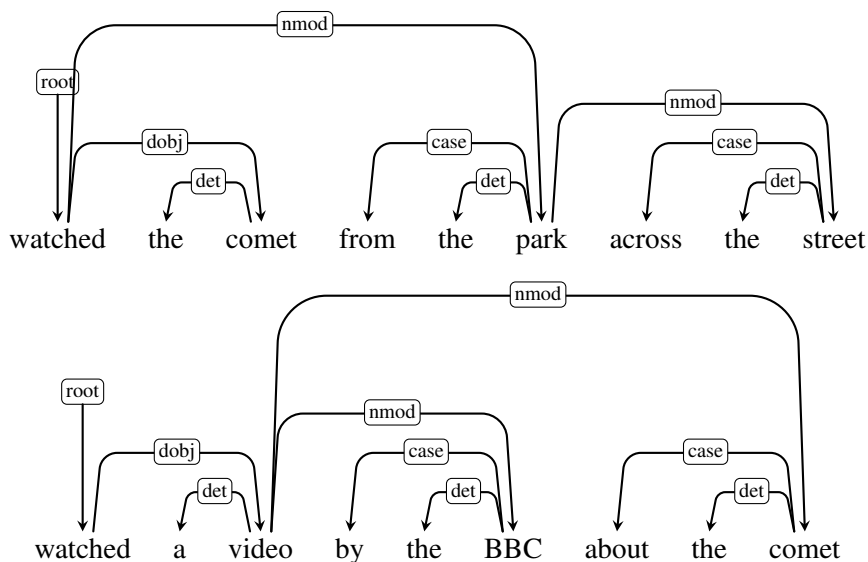 nmod
root
nmod
dobj case case
det det det
watched the comet from the park across the street
nmod
root
nmod
dobj case case
det det det
watched a video by the BBC about the comet